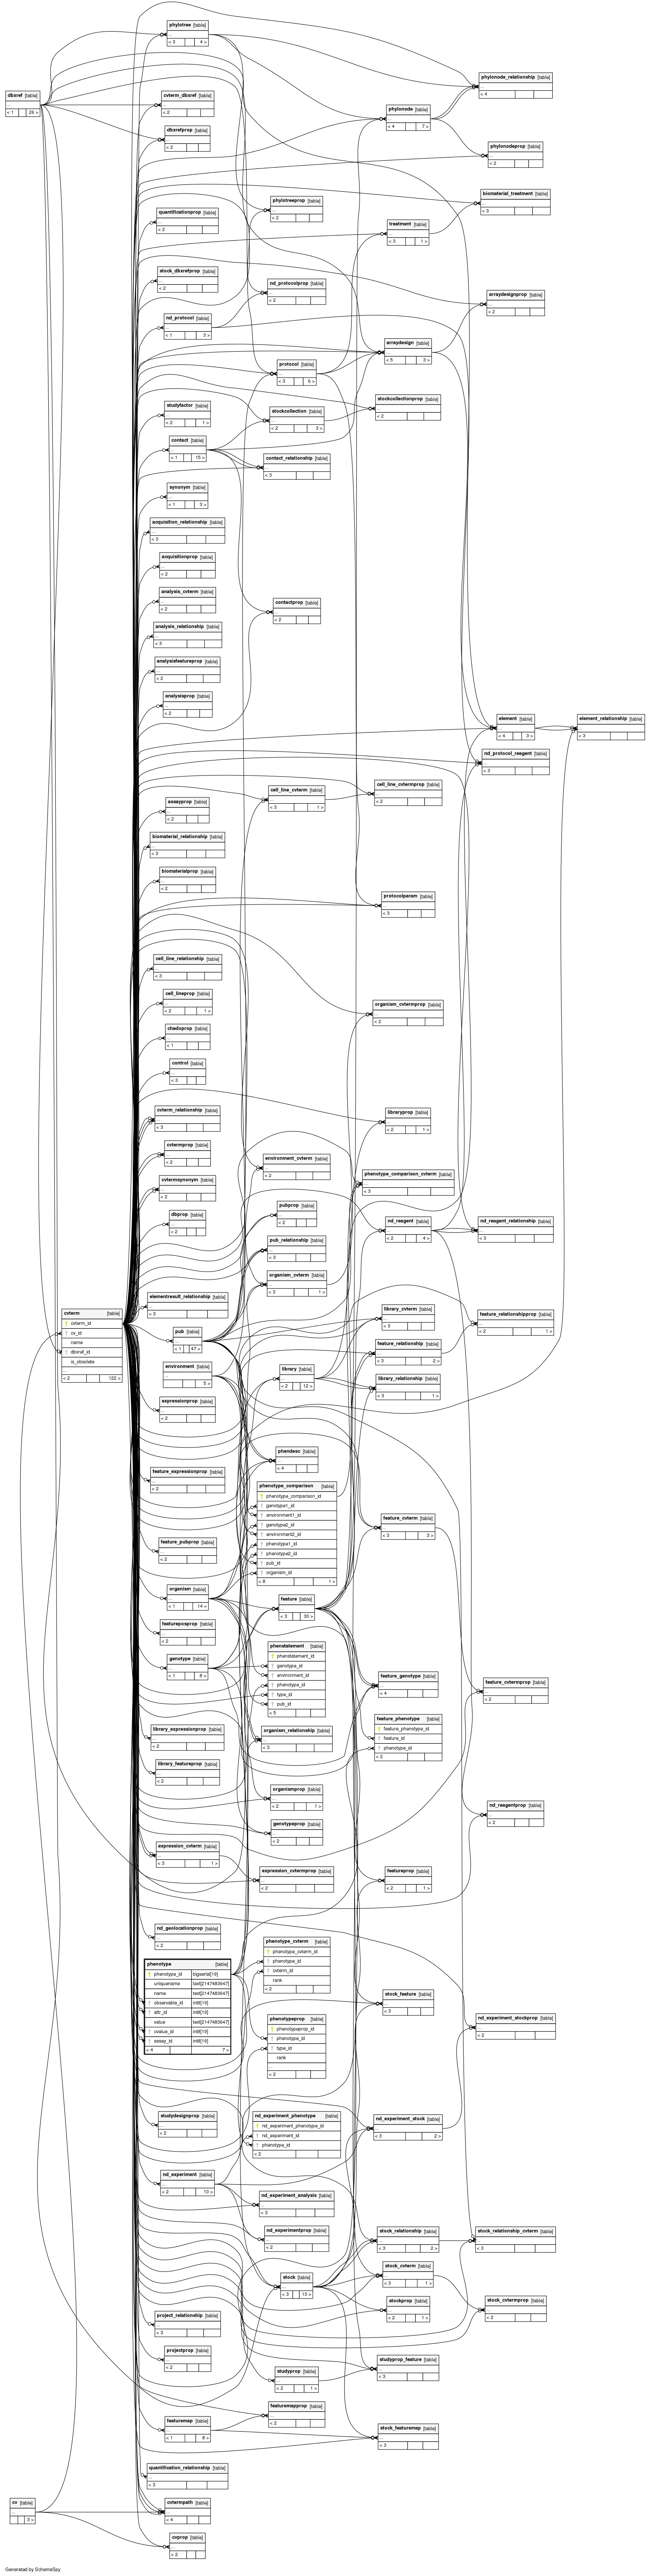 phylotree [table]
...
< 3 4 >
dbxref [table]
...
< 1 26 >
cvterm_dbxref [table]
...
< 2
dbxrefprop [table]
...
< 2
phylonode_relationship [table]
...
< 4
phylonode [table]
...
< 4 7 >
phylonodeprop [table]
...
< 2
biomaterial_treatment [table]
...
< 3
phylotreeprop [table]
...
< 2
quantificationprop [table]
...
< 2
treatment [table]
...
< 3 1 >
stock_dbxrefprop [table]
...
< 2
nd_protocolprop [table]
...
< 2
arraydesignprop [table]
...
< 2
nd_protocol [table]
...
< 1 3 >
arraydesign [table]
...
< 5 3 >
protocol [table]
...
< 3 6 >
stockcollectionprop [table]
...
< 2
studyfactor [table]
...
< 2 1 >
stockcollection [table]
...
< 2 3 >
contact [table]
...
< 1 15 >
contact_relationship [table]
...
< 3
synonym [table]
...
< 1 3 >
acquisition_relationship [table]
...
< 3
acquisitionprop [table]
...
< 2
analysis_cvterm [table]
...
< 2
contactprop [table]
...
< 2
analysis_relationship [table]
...
< 3
analysisfeatureprop [table]
...
< 2
analysisprop [table]
...
< 2
element [table]
...
< 4 3 >
element_relationship [table]
...
< 3
nd_protocol_reagent [table]
...
< 3
cell_line_cvterm [table]
...
< 3 1 >
cell_line_cvtermprop [table]
...
< 2
assayprop [table]
...
< 2
biomaterial_relationship [table]
...
< 3
biomaterialprop [table]
...
< 2
protocolparam [table]
...
< 3
cell_line_relationship [table]
...
< 3
cell_lineprop [table]
...
< 2 1 >
organism_cvtermprop [table]
...
< 2
chadoprop [table]
...
< 1
control [table]
...
< 3
cvterm_relationship [table]
...
< 3
libraryprop [table]
...
< 2 1 >
cvtermprop [table]
...
< 2
environment_cvterm [table]
...
< 2
phenotype_comparison_cvterm [table]
...
< 3
cvtermsynonym [table]
...
< 2
pubprop [table]
...
< 2
dbprop [table]
...
< 2
nd_reagent [table]
...
< 2 4 >
nd_reagent_relationship [table]
...
< 3
pub_relationship [table]
...
< 3
organism_cvterm [table]
...
< 3 1 >
elementresult_relationship [table]
...
< 3
cvterm [table]
cvterm_id
cv_id
name
dbxref_id
is_obsolete
...
< 2 122 >
library_cvterm [table]
...
< 3
feature_relationshipprop [table]
...
< 2 1 >
pub [table]
...
< 1 47 >
feature_relationship [table]
...
< 3 2 >
environment [table]
...
5 >
library [table]
...
< 2 12 >
library_relationship [table]
...
< 3 1 >
expressionprop [table]
...
< 2
phendesc [table]
...
< 4
feature_expressionprop [table]
...
< 2
phenotype_comparison [table]
phenotype_comparison_id
genotype1_id
environment1_id
genotype2_id
environment2_id
phenotype1_id
phenotype2_id
pub_id
organism_id
< 8 1 >
feature_cvterm [table]
...
< 3 3 >
feature_pubprop [table]
...
< 2
organism [table]
...
< 1 14 >
feature [table]
...
< 3 30 >
featureposprop [table]
...
< 2
phenstatement [table]
phenstatement_id
genotype_id
environment_id
phenotype_id
type_id
pub_id
< 5
genotype [table]
...
< 1 8 >
feature_genotype [table]
...
< 4
feature_cvtermprop [table]
...
< 2
feature_phenotype [table]
feature_phenotype_id
feature_id
phenotype_id
< 2
library_expressionprop [table]
...
< 2
organism_relationship [table]
...
< 3
library_featureprop [table]
...
< 2
organismprop [table]
...
< 2 1 >
nd_reagentprop [table]
...
< 2
genotypeprop [table]
...
< 2
expression_cvterm [table]
...
< 3 1 >
expression_cvtermprop [table]
...
< 2
featureprop [table]
...
< 2 1 >
nd_geolocationprop [table]
...
< 2
phenotype_cvterm [table]
phenotype_cvterm_id
phenotype_id
cvterm_id
rank
< 2
phenotype [table]
phenotype_id bigserial[19]
uniquename text[2147483647]
name text[2147483647]
observable_id int8[19]
attr_id int8[19]
value text[2147483647]
cvalue_id int8[19]
assay_id int8[19]
< 4 7 >
stock_feature [table]
...
< 3
phenotypeprop [table]
phenotypeprop_id
phenotype_id
type_id
rank
...
< 2
nd_experiment_stockprop [table]
...
< 2
studydesignprop [table]
...
< 2
nd_experiment_phenotype [table]
nd_experiment_phenotype_id
nd_experiment_id
phenotype_id
< 2
nd_experiment_stock [table]
...
< 3 2 >
nd_experiment [table]
...
< 2 10 >
nd_experiment_analysis [table]
...
< 3
nd_experimentprop [table]
...
< 2
stock_relationship [table]
...
< 3 2 >
stock_relationship_cvterm [table]
...
< 3
stock [table]
...
< 3 13 >
stock_cvterm [table]
...
< 3 1 >
stockprop [table]
...
< 2 1 >
stock_cvtermprop [table]
...
< 2
project_relationship [table]
...
< 3
projectprop [table]
...
< 2
studyprop [table]
...
< 2 1 >
studyprop_feature [table]
...
< 3
featuremapprop [table]
...
< 2
featuremap [table]
...
< 1 8 >
stock_featuremap [table]
...
< 3
quantification_relationship [table]
...
< 3
cv [table]
...
3 >
cvtermpath [table]
...
< 4
cvprop [table]
...
< 2
Generated by SchemaSpy